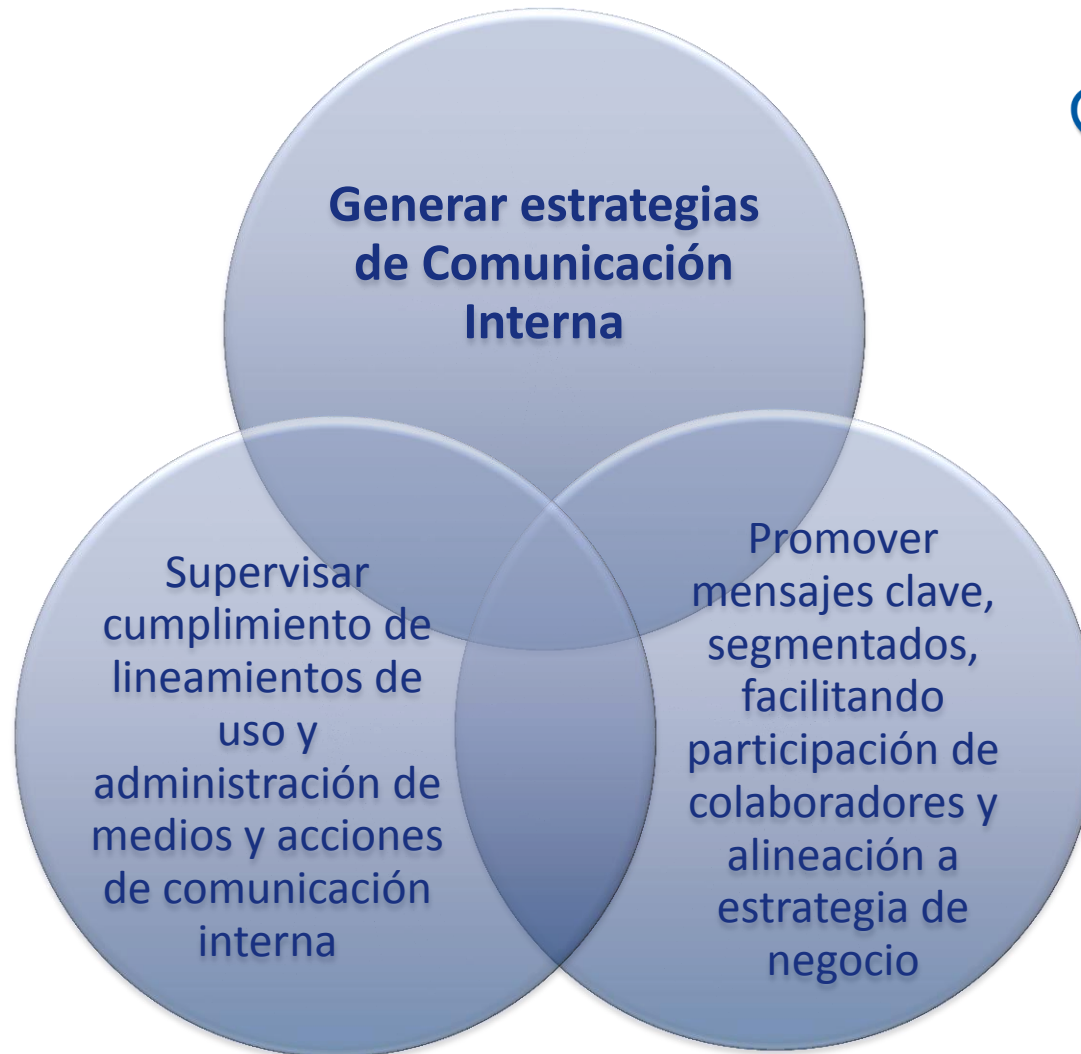 Generar estrategias
de Comunicación
Interna
Supervisar
cumplimiento de
lineamientos de
uso y
administración de
medios y acciones
de comunicación
interna
Promover
mensajes clave,
segmentados,
facilitando
participación de
colaboradores y
alineación a
estrategia de
negocio